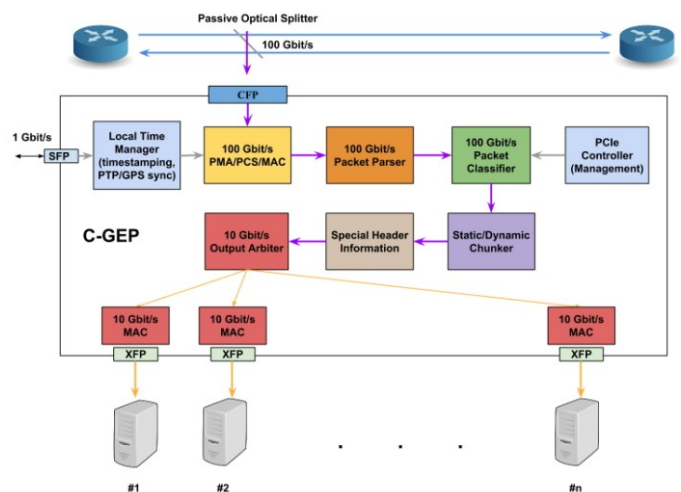 Passive Optical Splitter
100 Gbit/s
CFP
1 Gbit/s
SFP
Local Time
Manager
(timestamping,
PTP/GPS sync)
100 Gbit/s
PMA/PCS/MAC
100 Gbit/s
Packet Parser
100 Gbit/s
Packet
Classifier
PCIe
Controller
(Management)
C-GEP
10 Gbit/s
Output Arbiter
Special Header
Information
Static/Dynamic
Chunker
10 Gbit/s
MAC
10 Gbit/s
MAC
10 Gbit/s
MAC
XFP
XFP
XFP
. . .
#1
#2
#n